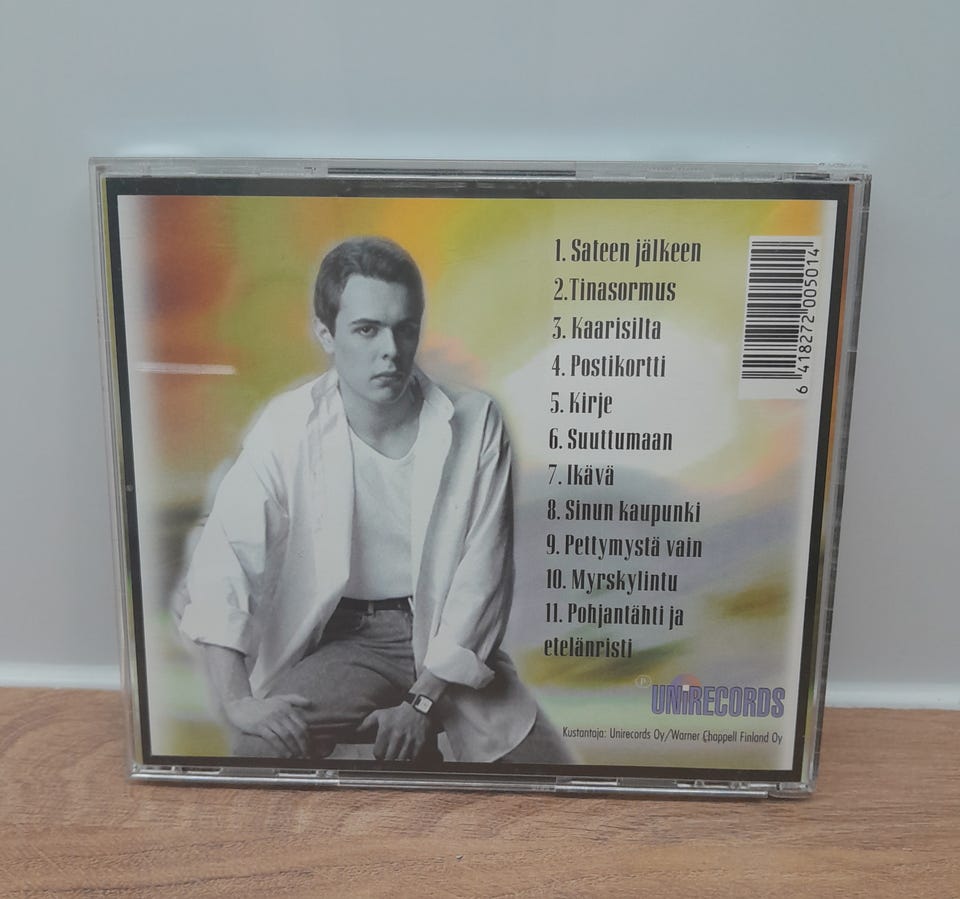 1. Sateen jälkeen
2. Tinasormus
3. Kaarisilta
4. Postikortti
5. Kirje
6. Suuttumaan
7. Ikävä
8. Sinun kaupunki
9. Pettymystä vain
10. Myrskylintu
11. Pohjantähti ja
etelänristi
6 418272 005014
℗ UNiRECORDS
Kustantaja: Unirecords Oy/Warner Chappell Finland Oy